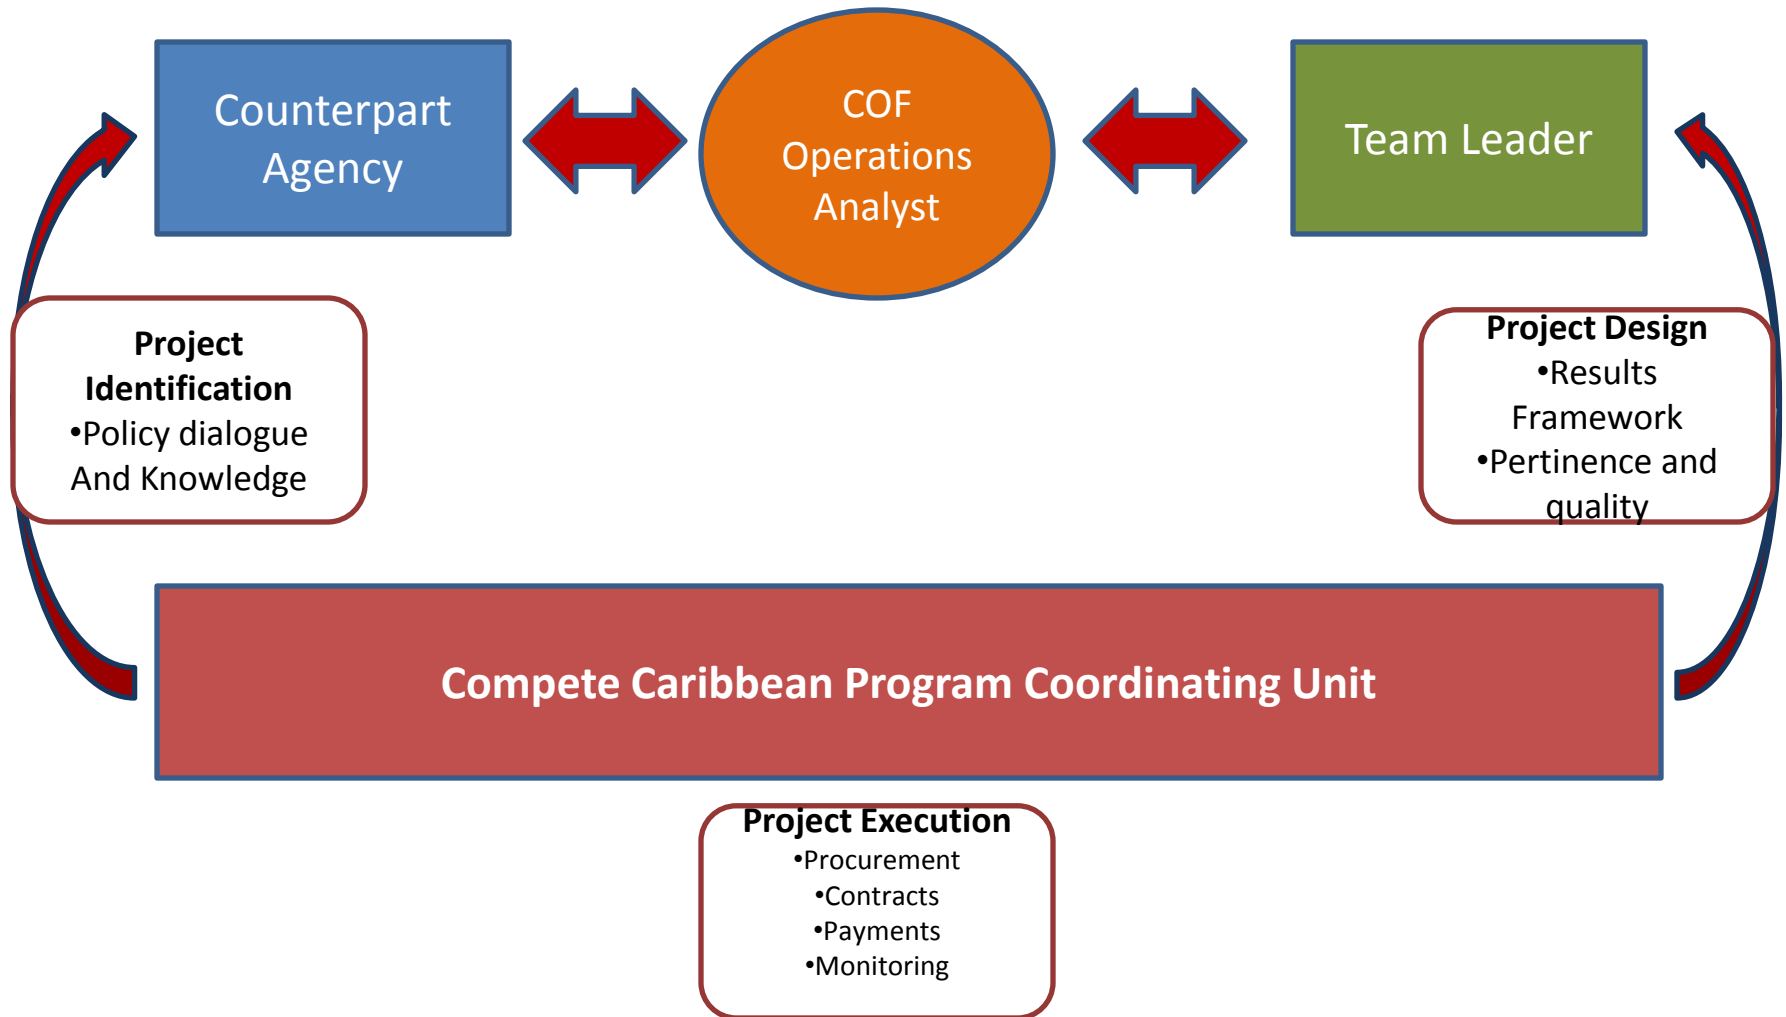 Counterpart
Agency
COF
Operations
Analyst
Team Leader
Project
Identification
•Policy dialogue
And Knowledge
Project Design
•Results
Framework
•Pertinence and
quality
Compete Caribbean Program Coordinating Unit
Project Execution
•Procurement
•Contracts
•Payments
•Monitoring